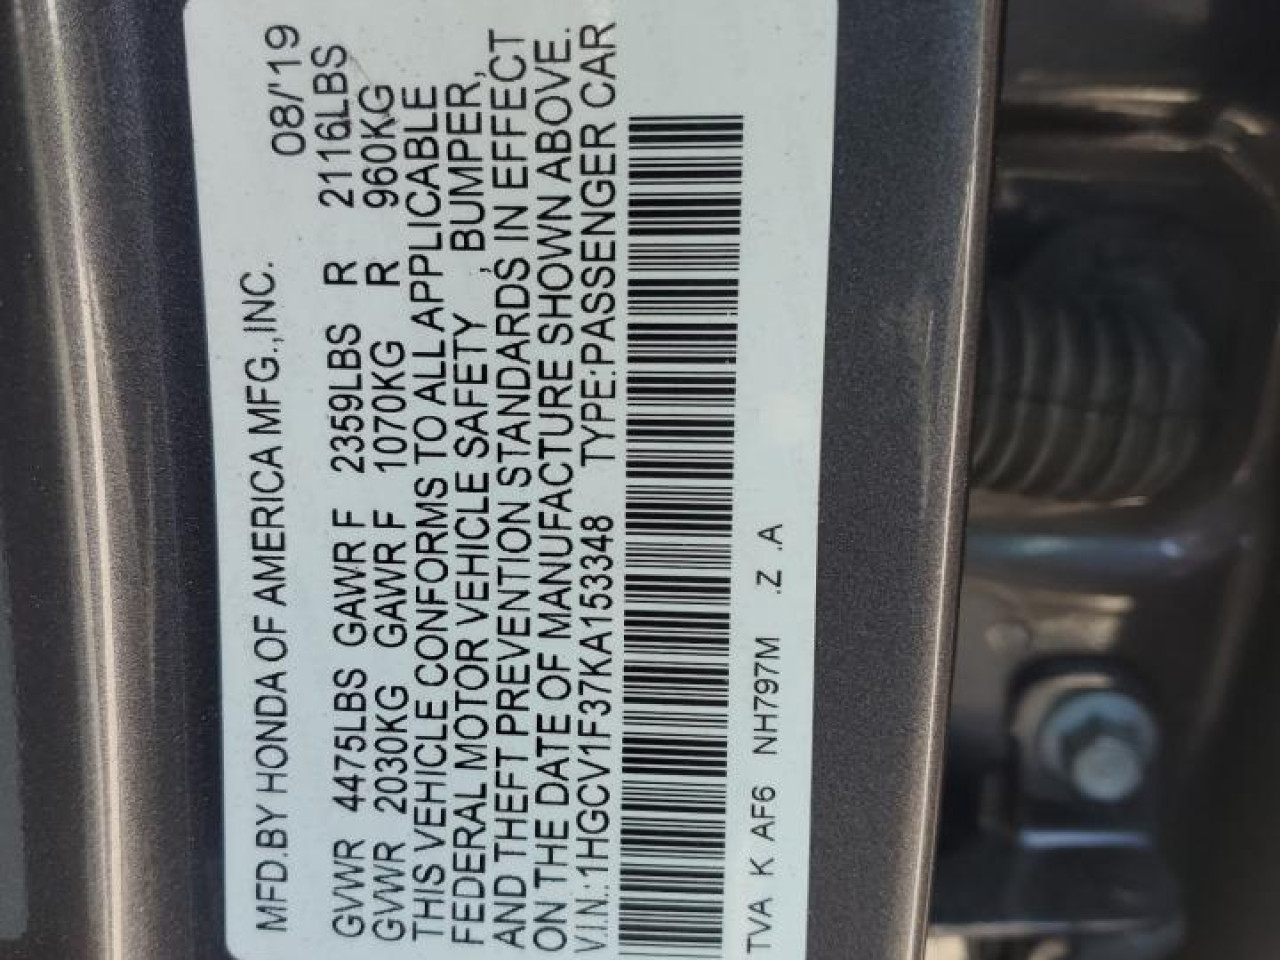 MFD.BY HONDA OF AMERICA MFG.,INC. 08/'19
GVWR 4475LBS GAWR F 2359LBS R 2116LBS
GVWR 2030KG GAWR F 1070KG R 960KG
THIS VEHICLE CONFORMS TO ALL APPLICABLE
FEDERAL MOTOR VEHICLE SAFETY , BUMPER,
AND THEFT PREVENTION STANDARDS IN EFFECT
ON THE DATE OF MANUFACTURE SHOWN ABOVE.
V.I.N.:1HGCV1F37KA153348 TYPE:PASSENGER CAR
TVA K AF6 NH797M .Z .A